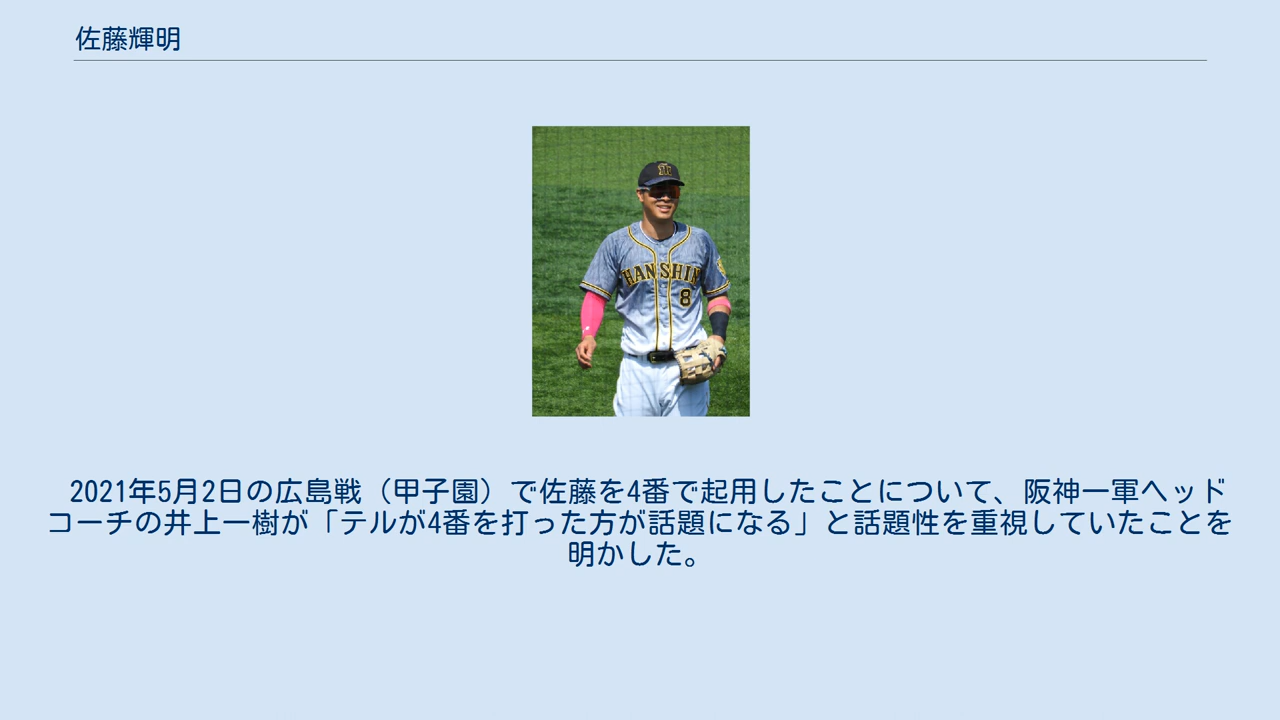 佐藤輝明
HANSHIN
8
2021年5月2日の広島戦（甲子園）で佐藤を4番で起用したことについて、阪神一軍ヘッド
コーチの井上一樹が「テルが4番を打った方が話題になる」と話題性を重視していたことを
明かした。